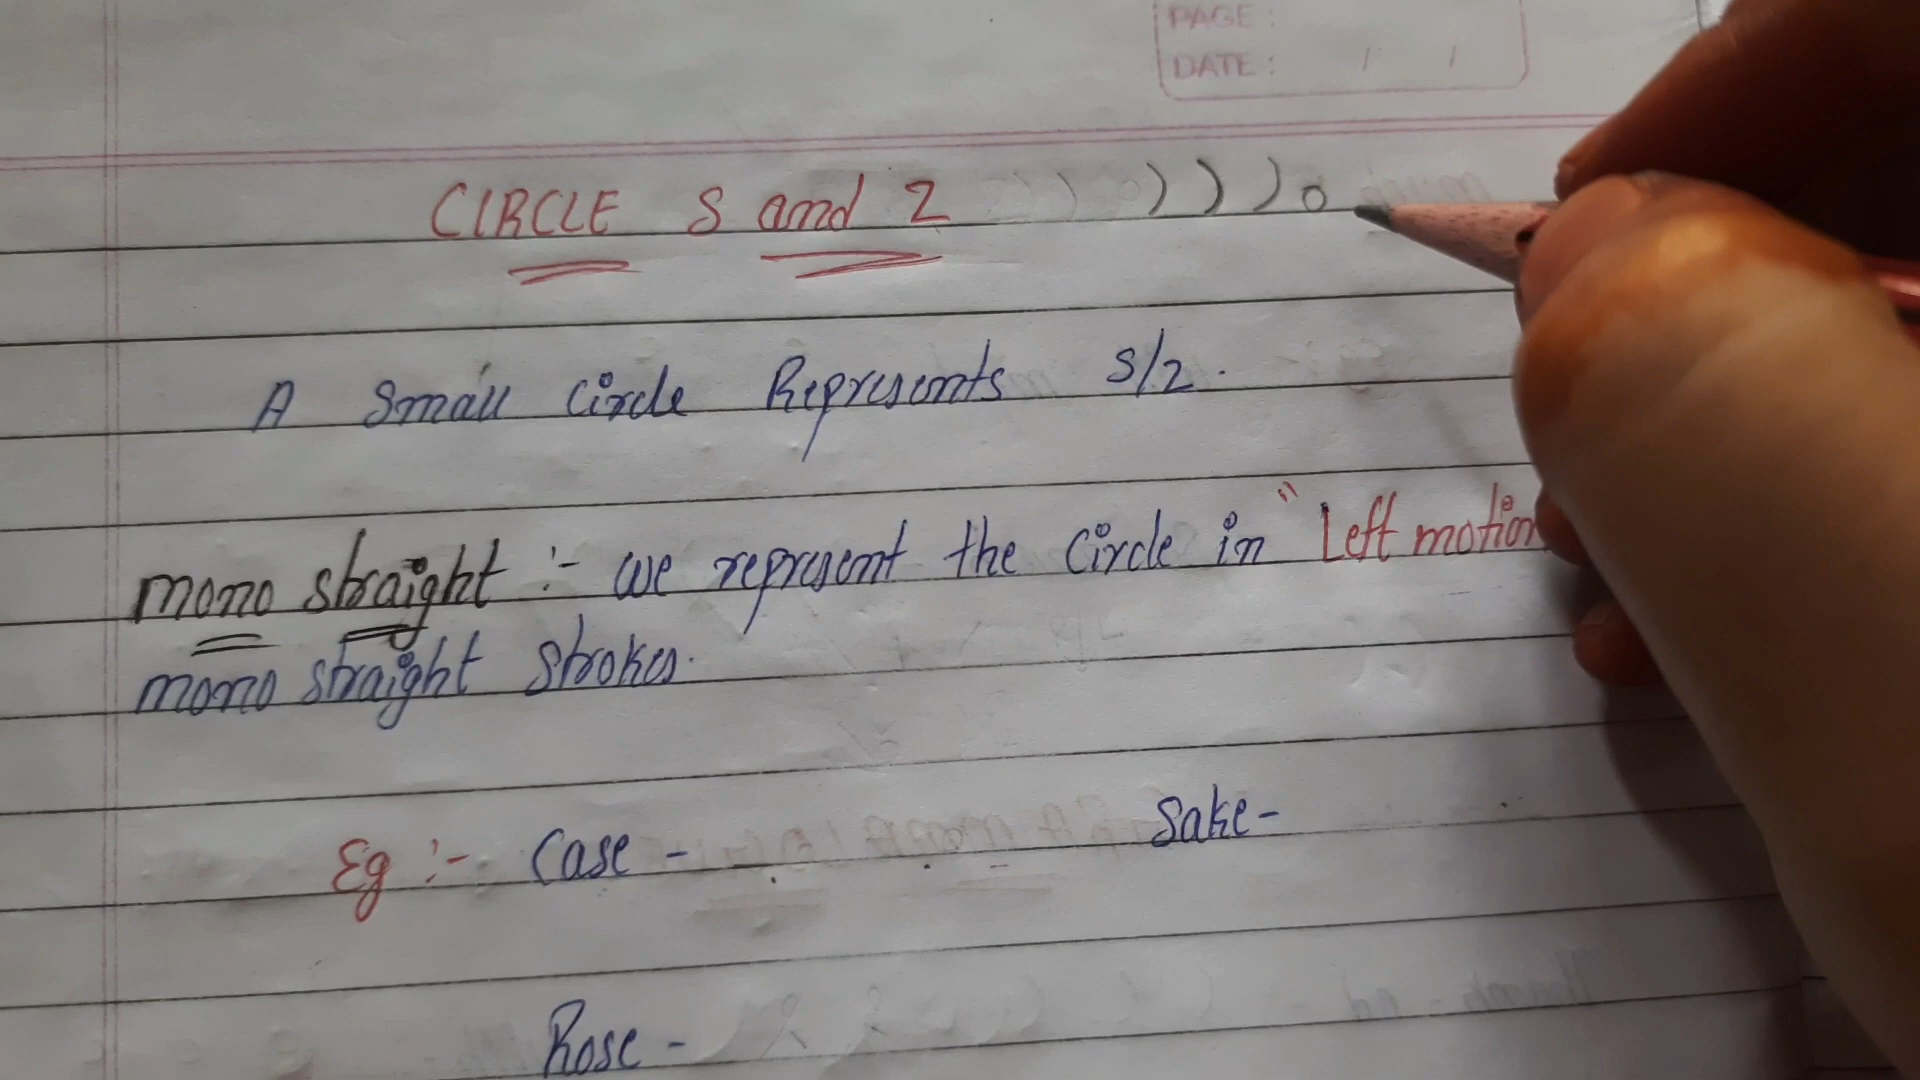 PAGE :
DATE : / /
CIRCLE S and Z
A Small Circle Represents S/Z.
mono straight :- we represent the Circle in "Left motion
mono straight strokes.
Eg :- Case - Sake -
Rose -